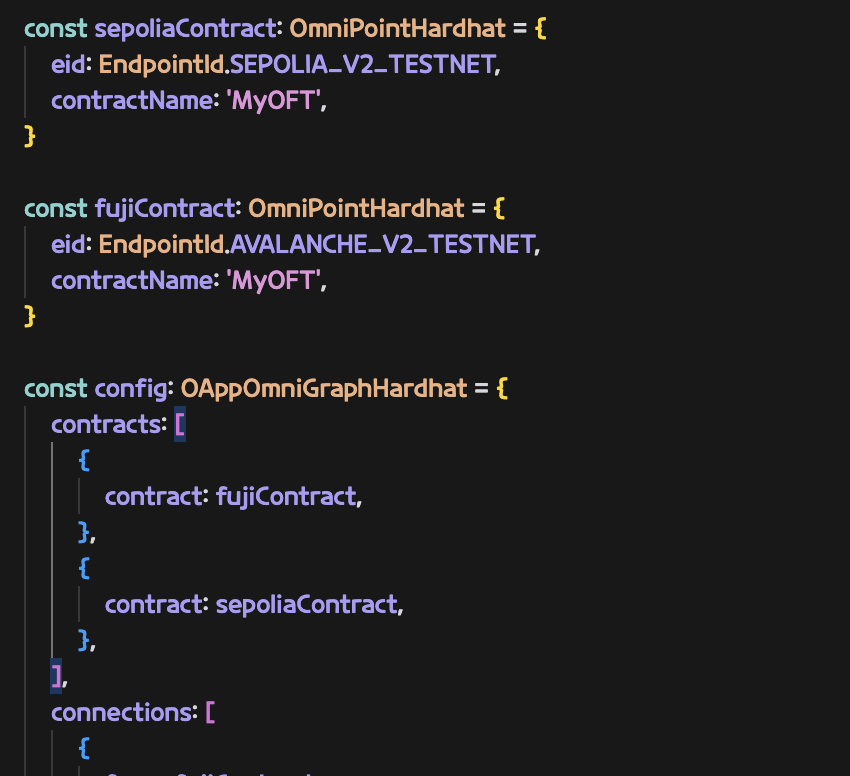 const sepoliaContract: OmniPointHardhat = {
eid: EndpointId.SEPOLIA_V2_TESTNET,
contractName: 'MyOFT',
}
const fujiContract: OmniPointHardhat = {
eid: EndpointId.AVALANCHE_V2_TESTNET,
contractName: 'MyOFT',
}
const config: OAppOmniGraphHardhat = {
contracts: [
{
contract: fujiContract,
},
{
contract: sepoliaContract,
},
],
connections: [
{